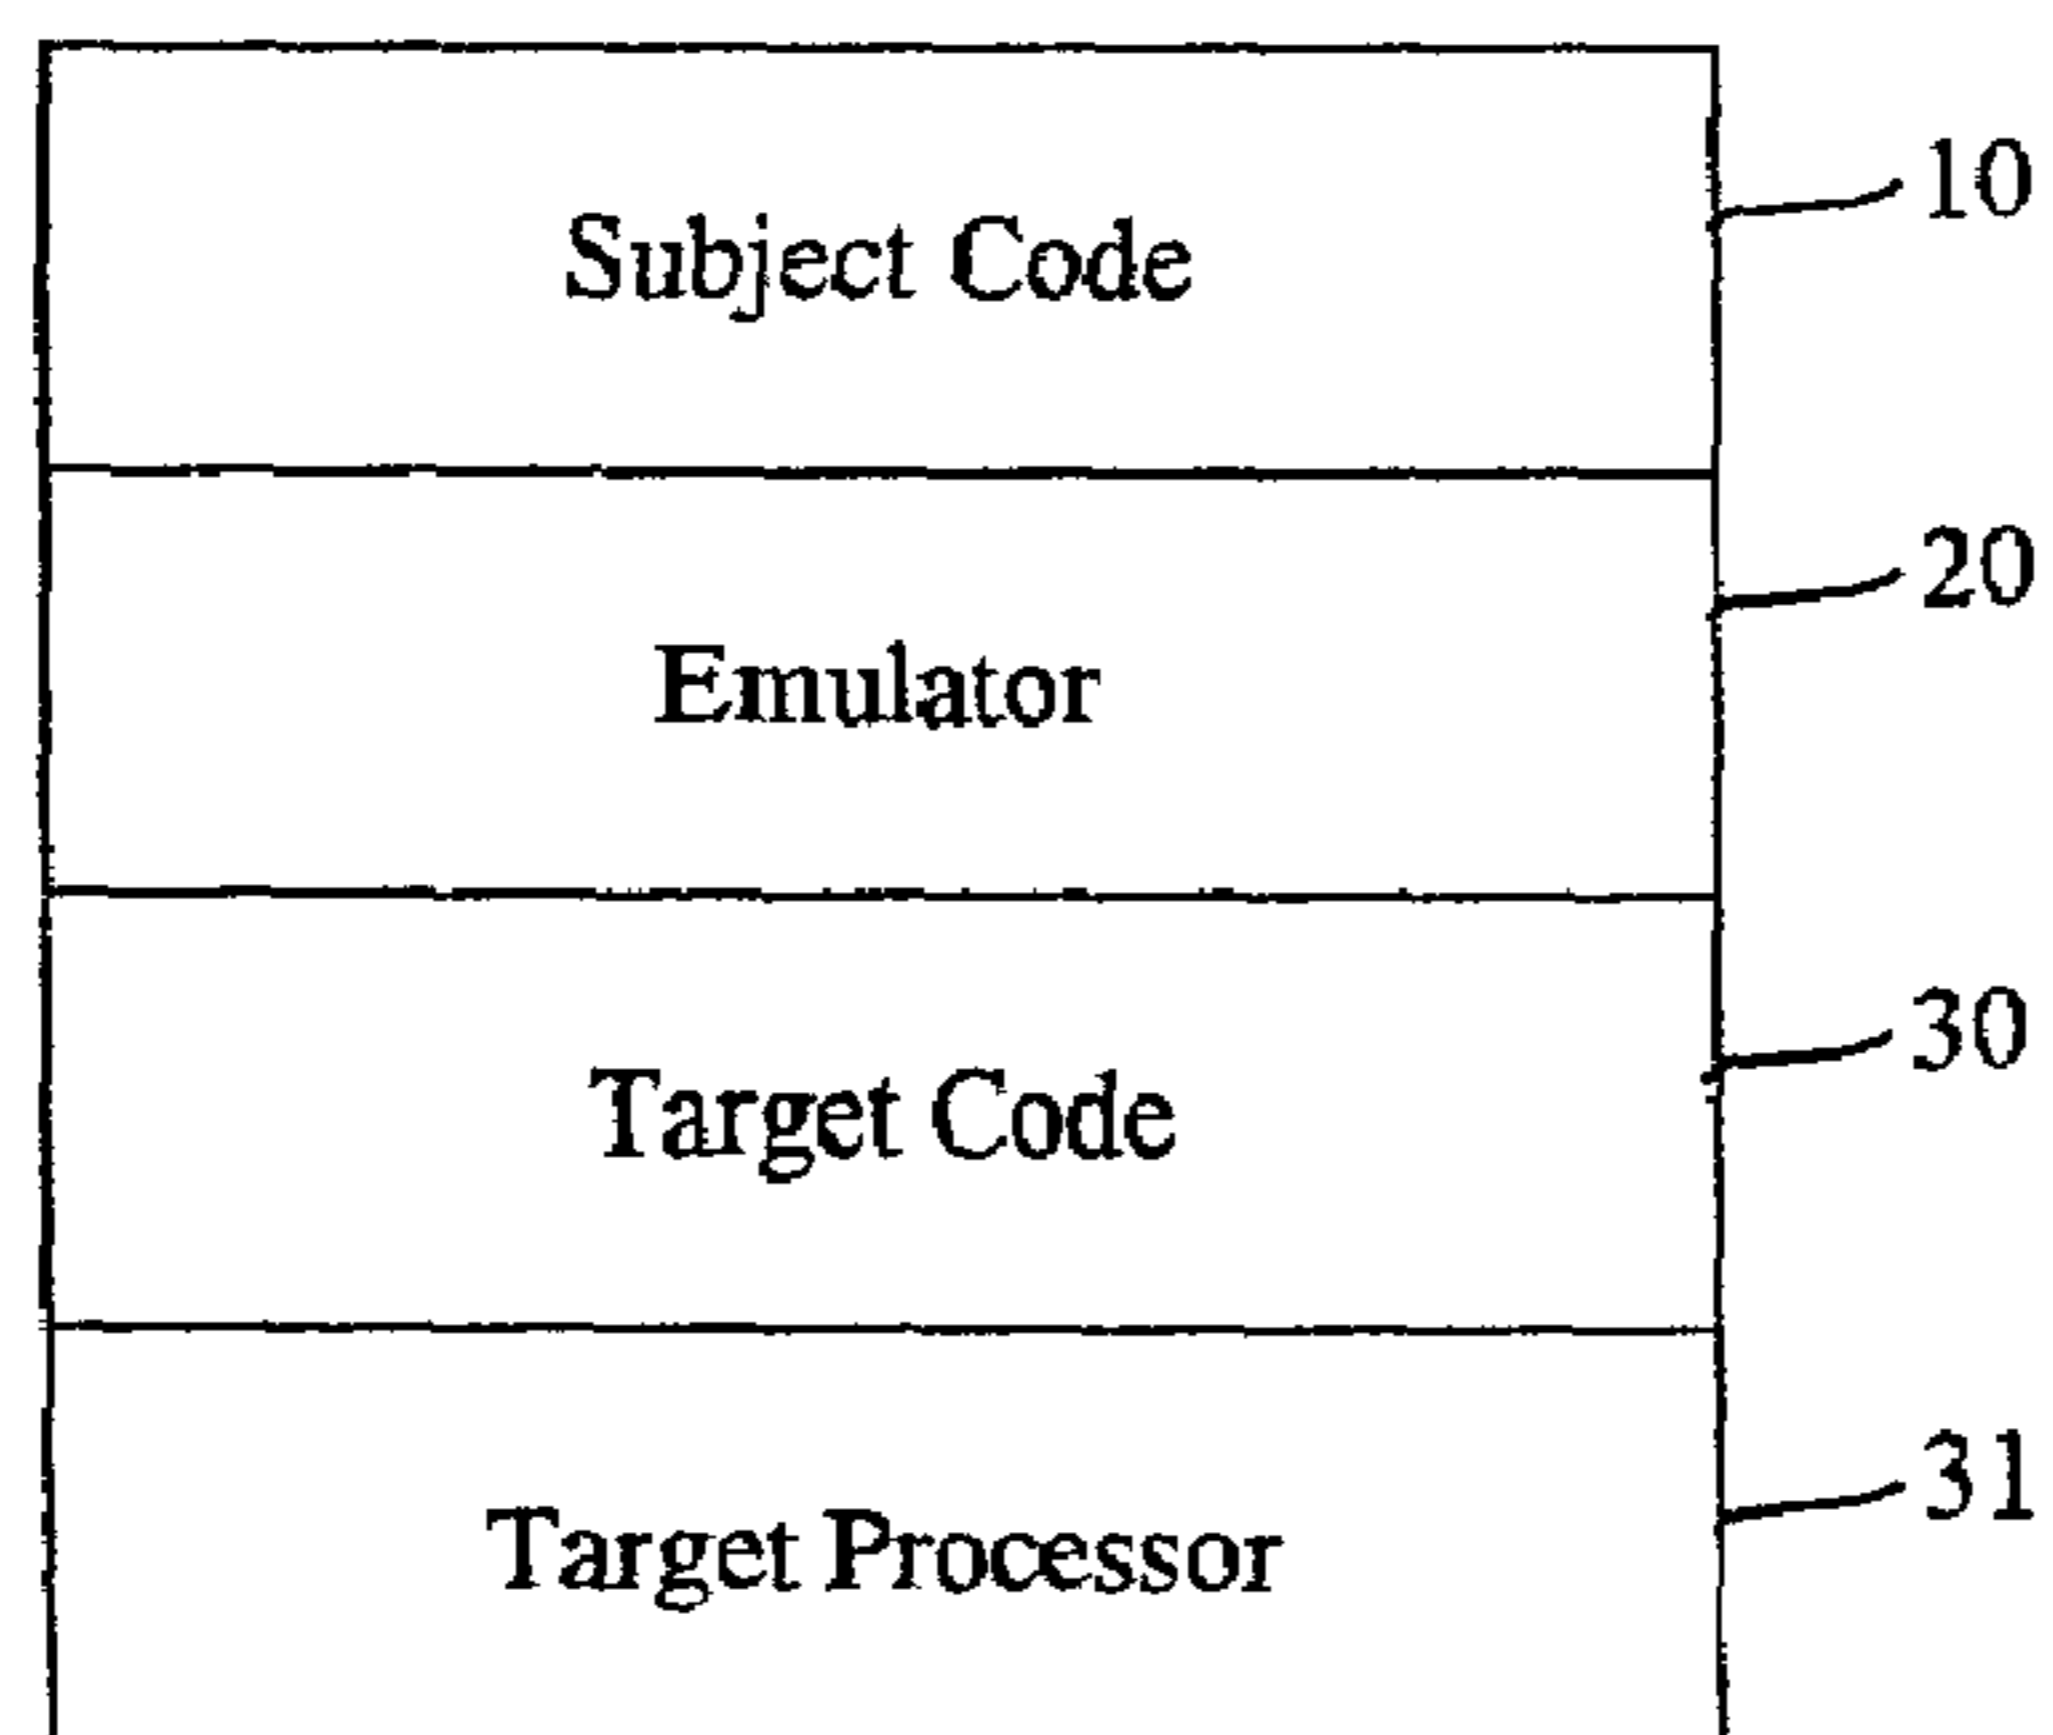 Subject Code
10
Emulator
20
Target Code
30
Target Processor
31